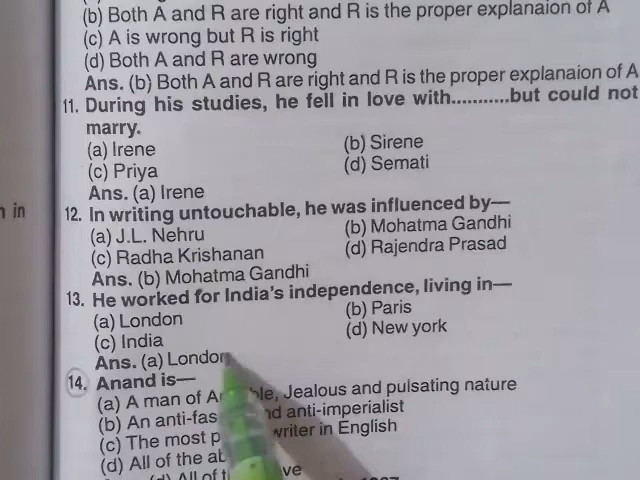 (b) Both A and R are right and R is the proper explanaion of A
(c) A is wrong but R is right
(d) Both A and R are wrong
Ans. (b) Both A and R are right and R is the proper explanaion of A
11. During his studies, he fell in love with...........but could not
marry.
(a) Irene (b) Sirene
(c) Priya (d) Semati
Ans. (a) Irene
12. In writing untouchable, he was influenced by—
(a) J.L. Nehru (b) Mohatma Gandhi
(c) Radha Krishanan (d) Rajendra Prasad
Ans. (b) Mohatma Gandhi
13. He worked for India's independence, living in—
(a) London (b) Paris
(c) India (d) New york
Ans. (a) London
14. Anand is—
(a) A man of Jealous and pulsating nature
(b) An anti-imperialist
(c) The most writer in English
(d) All of the
in